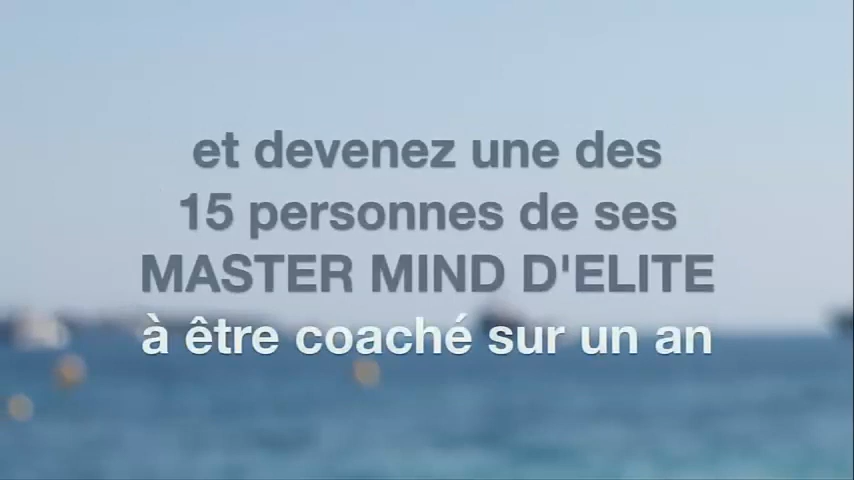 et devenez une des
15 personnes de ses
MASTER MIND D'ELITE
à être coaché sur un an